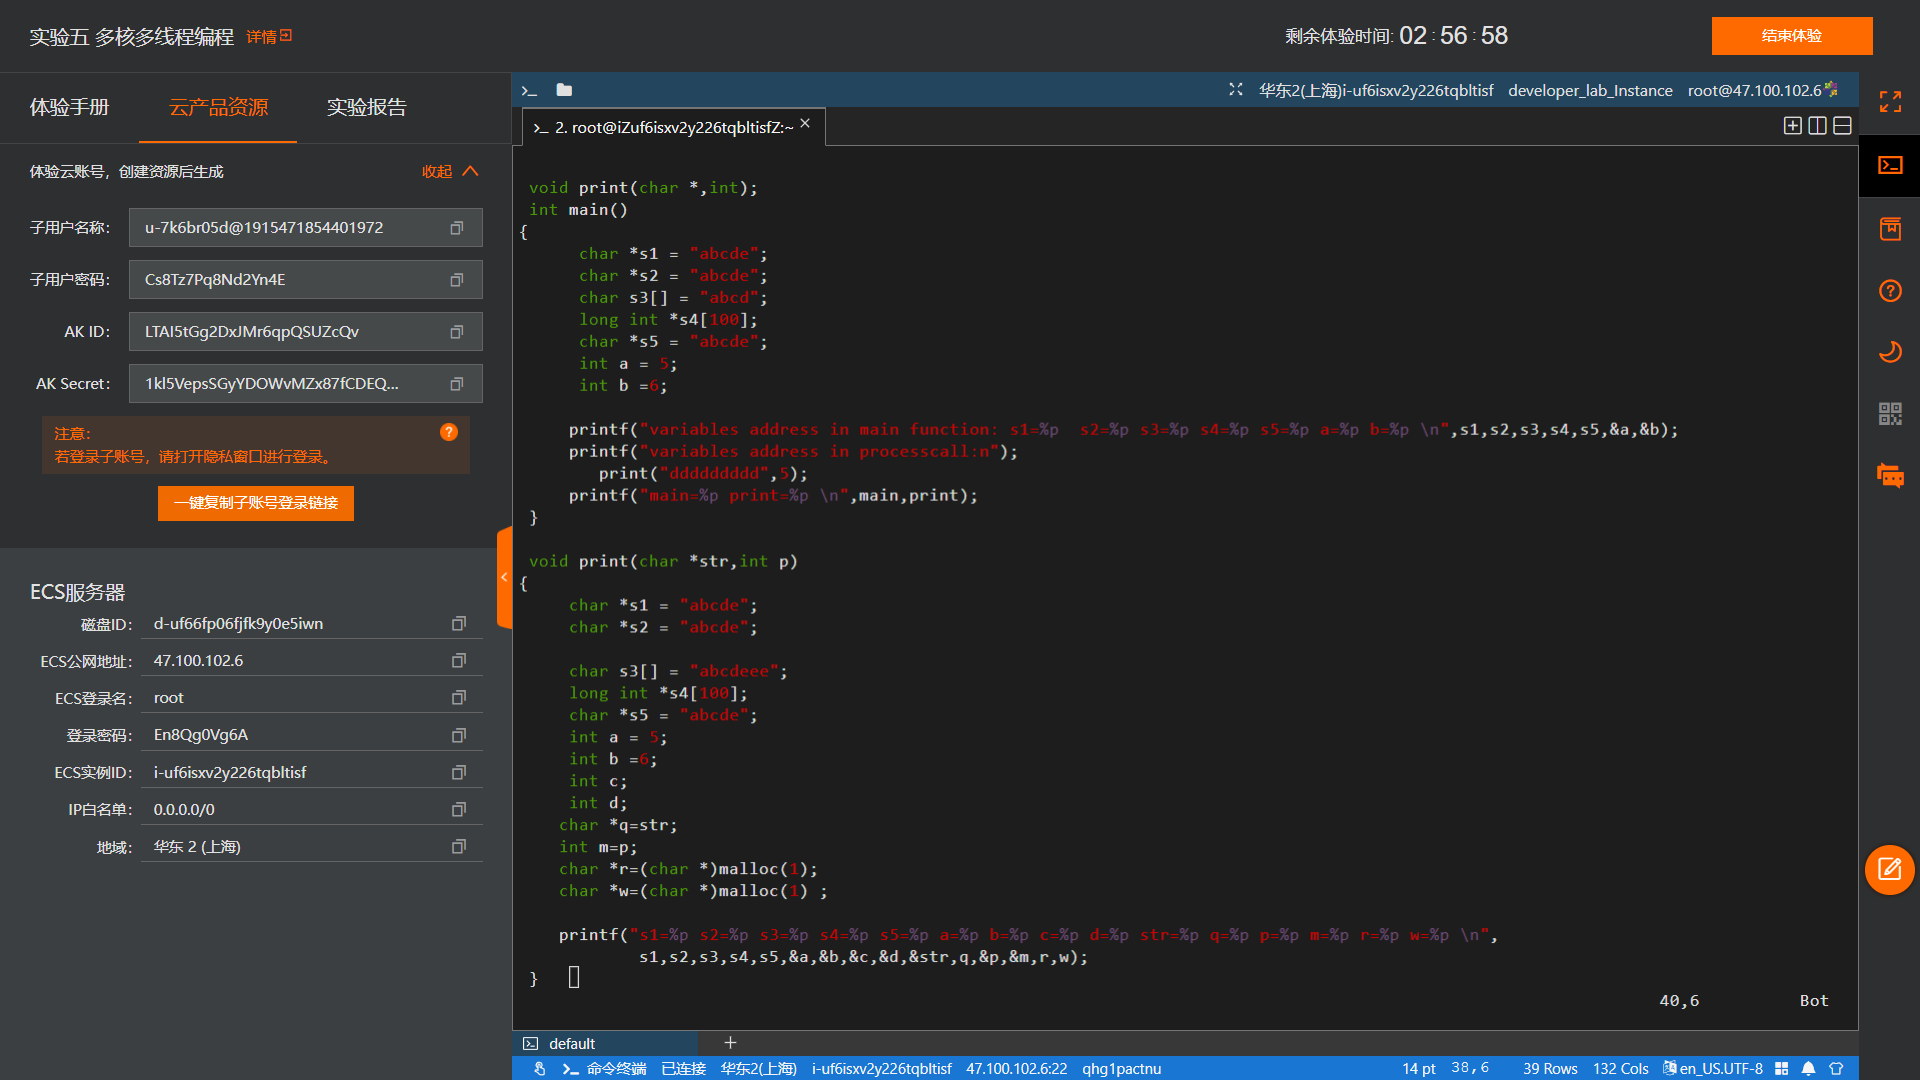 实验五 多核多线程编程 详情
剩余体验时间: 02 : 56 : 58
结束体验
体验手册 云产品资源 实验报告
体验云账号，创建资源后生成 收起
子用户名称： u-7k6br05d@1915471854401972
子用户密码： Cs8Tz7Pq8Nd2Yn4E
AK ID： LTAI5tGg2DxJMr6qpQSUZcQv
AK Secret： 1kl5VepsSGyYDOWvMZx87fCDEQ...
注意：
若登录子账号，请打开隐私窗口进行登录。
一键复制子账号登录链接
ECS服务器
磁盘ID： d-uf66fp06fjfk9y0e5iwn
ECS公网地址： 47.100.102.6
ECS登录名： root
登录密码： En8Qg0Vg6A
ECS实例ID： i-uf6isxv2y226tqbltisf
IP白名单： 0.0.0.0/0
地域： 华东 2 (上海)
华东2(上海)i-uf6isxv2y226tqbltisf developer_lab_Instance root@47.100.102.6
2. root@iZuf6isxv2y226tqbltisfZ:~ ×
void print(char *,int);
int main()
{
char *s1 = "abcde";
char *s2 = "abcde";
char s3[] = "abcd";
long int *s4[100];
char *s5 = "abcde";
int a = 5;
int b =6;
printf("variables address in main function: s1=%p  s2=%p s3=%p s4=%p s5=%p a=%p b=%p \n",s1,s2,s3,s4,s5,&a,&b);
printf("variables address in processcall:n");
print("ddddddddd",5);
printf("main=%p print=%p \n",main,print);
}
void print(char *str,int p)
{
char *s1 = "abcde";
char *s2 = "abcde";
char s3[] = "abcdeee";
long int *s4[100];
char *s5 = "abcde";
int a = 5;
int b =6;
int c;
int d;
char *q=str;
int m=p;
char *r=(char *)malloc(1);
char *w=(char *)malloc(1) ;
printf("s1=%p s2=%p s3=%p s4=%p s5=%p a=%p b=%p c=%p d=%p str=%p q=%p p=%p m=%p r=%p w=%p \n",
s1,s2,s3,s4,s5,&a,&b,&c,&d,&str,q,&p,&m,r,w);
}
40,6 Bot
default +
命令终端 已连接 华东2(上海) i-uf6isxv2y226tqbltisf 47.100.102.6:22 qhg1pactnu 14 pt 38,6 39 Rows 132 Cols en_US.UTF-8